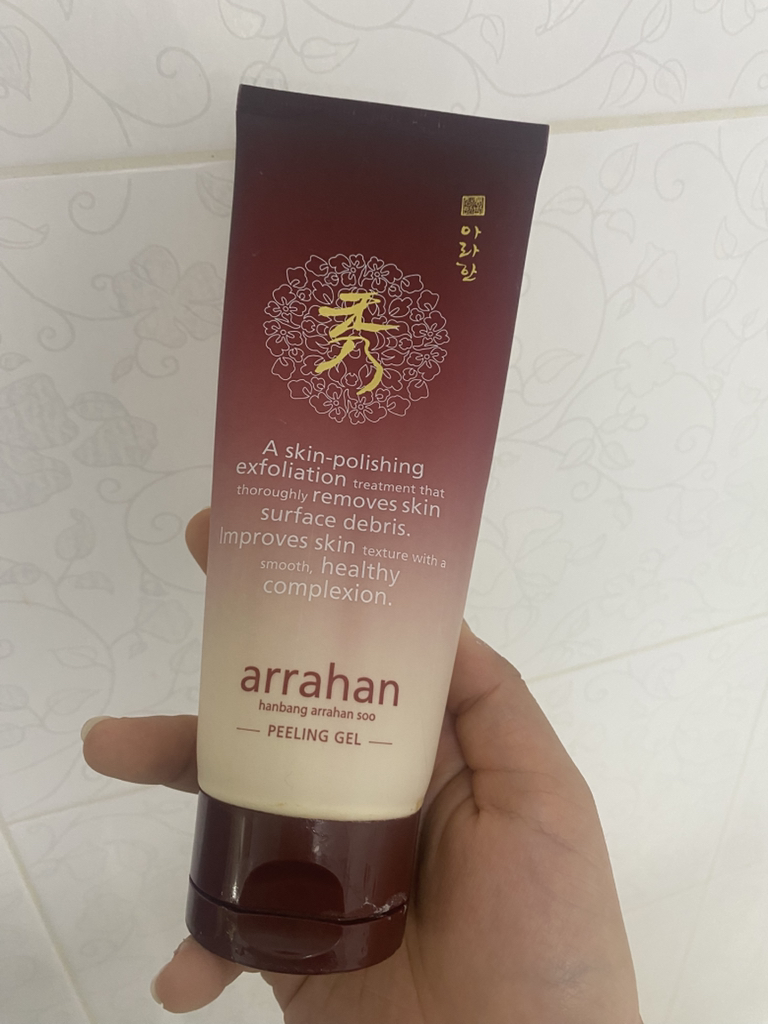 아라한
秀
A skin-polishing
exfoliation treatment that
thoroughly removes skin
surface debris.
Improves skin texture with a
smooth, healthy
complexion.
arrahan
hanbang arrahan soo
PEELING GEL